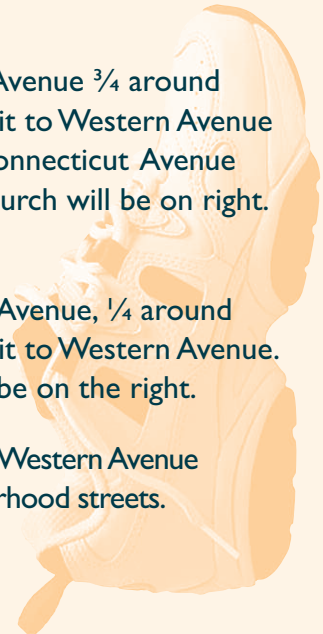 Avenue ¾ around
it to Western Avenue
onnecticut Avenue
urch will be on right.
Avenue, ¼ around
it to Western Avenue.
be on the right.
Western Avenue
rhood streets.